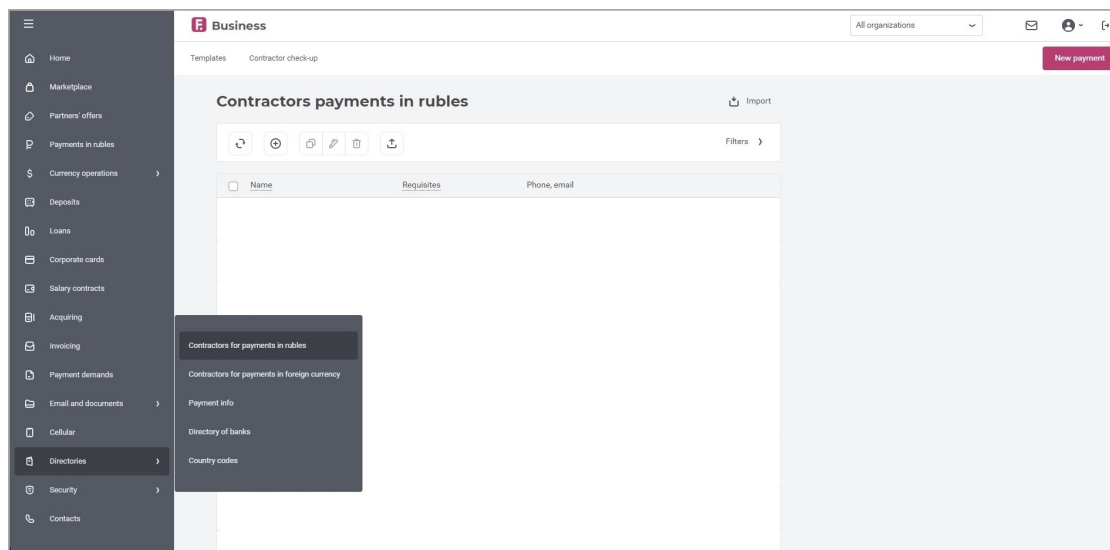 Business
All organizations
Home
Marketplace
Partners' offers
Payments in rubles
Currency operations
Deposits
Loans
Corporate cards
Salary contracts
Acquiring
Invoicing
Payment demands
Email and documents
Cellular
Directories
Security
Contacts
Templates Contractor check-up
New payment
Contractors payments in rubles
Import
Filters
Name Requisites Phone, email
Contractors for payments in rubles
Contractors for payments in foreign currency
Payment info
Directory of banks
Country codes